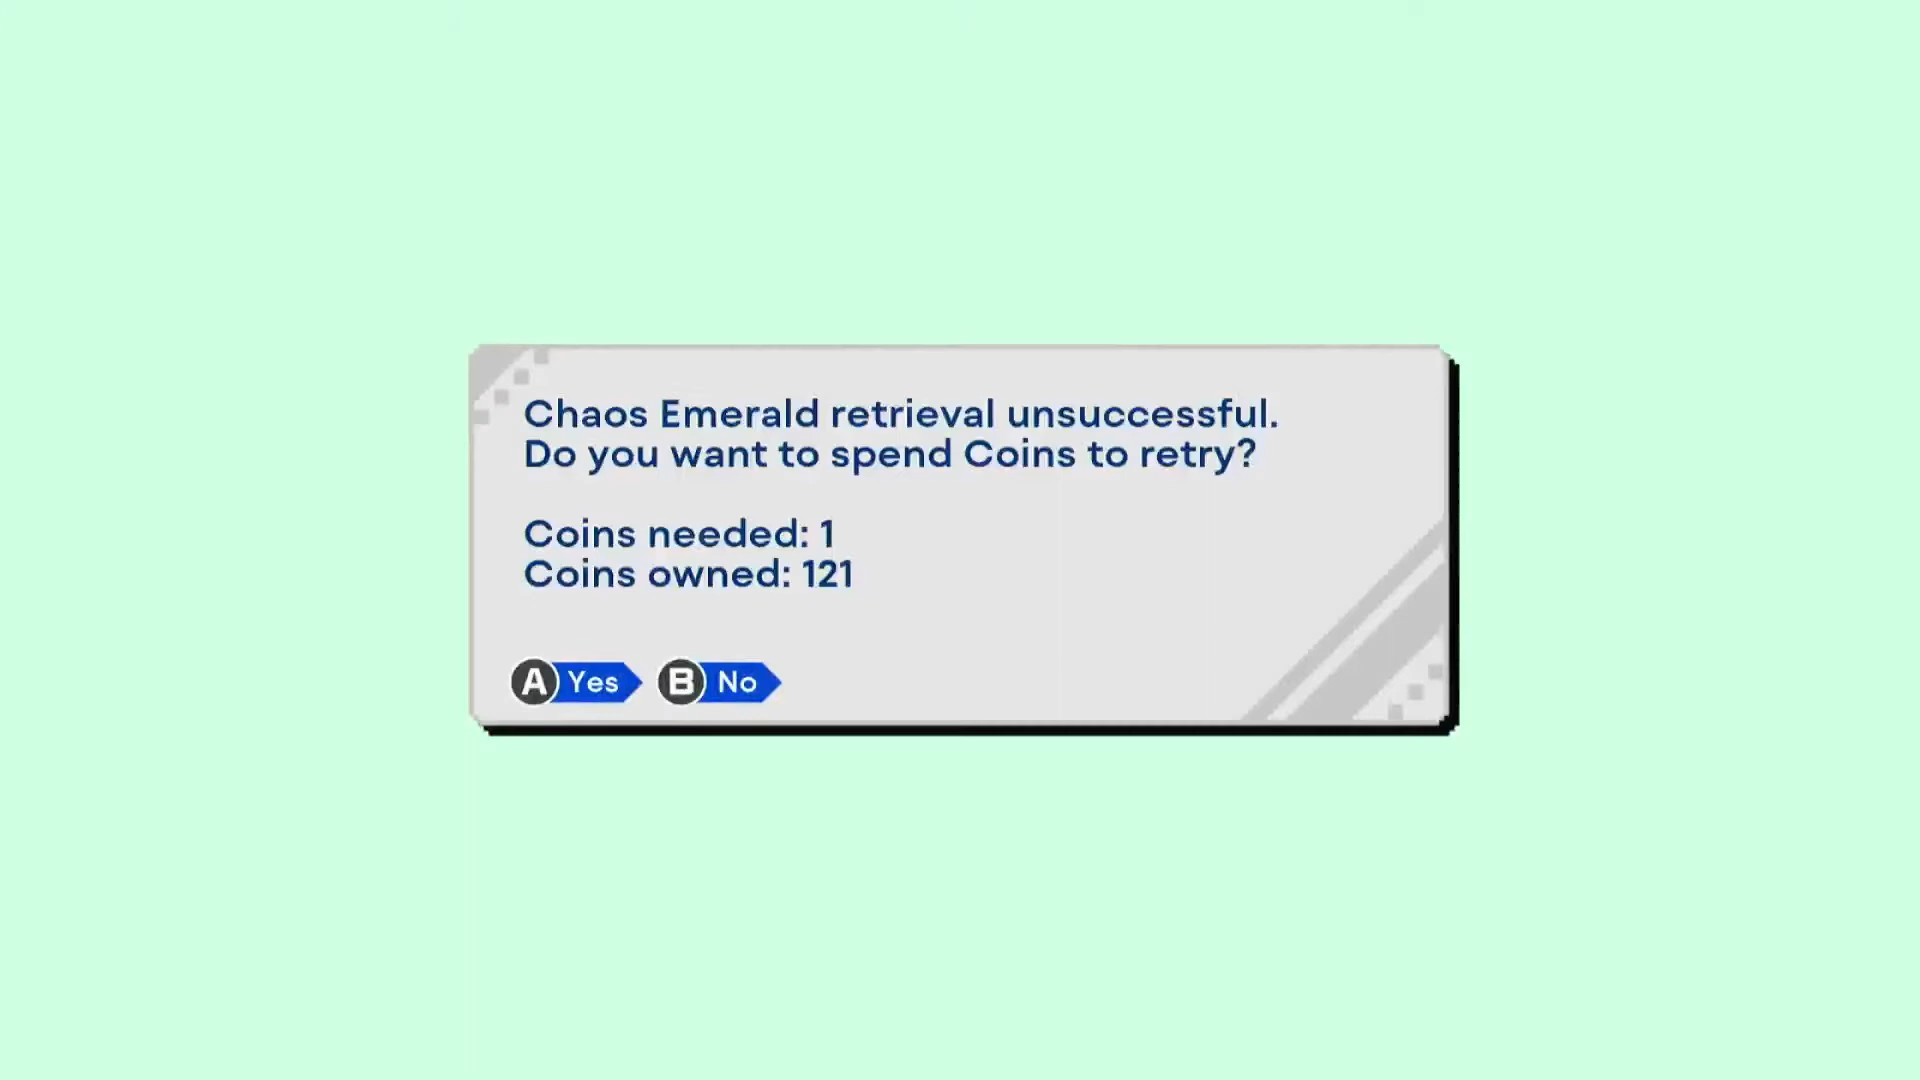 Chaos Emerald retrieval unsuccessful.
Do you want to spend Coins to retry?
Coins needed: 1
Coins owned: 121
A Yes B No